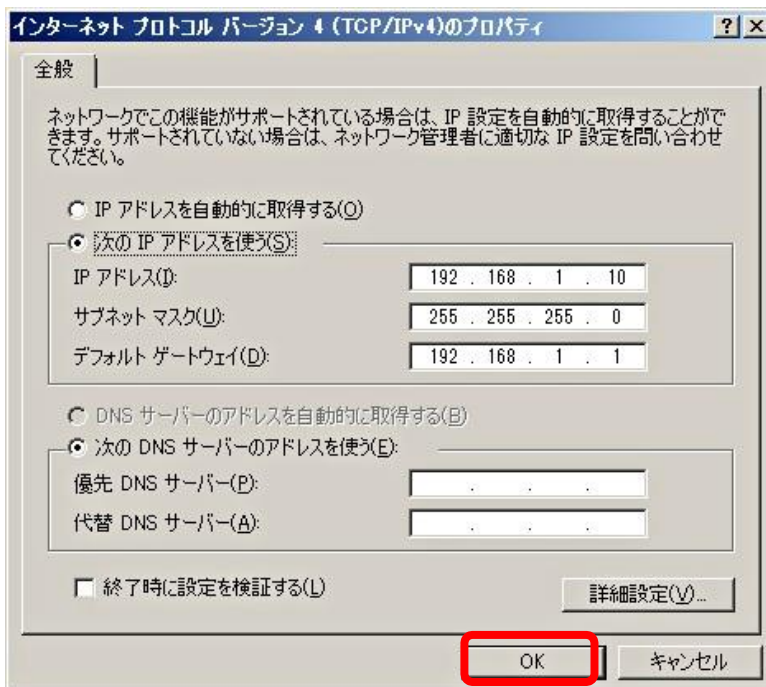 インターネット プロトコル バージョン 4 (TCP/IPv4)のプロパティ
全般
ネットワークでこの機能がサポートされている場合は、IP 設定を自動的に取得することがで
きます。サポートされていない場合は、ネットワーク管理者に適切な IP 設定を問い合わせ
てください。
IP アドレスを自動的に取得する(O)
次の IP アドレスを使う(S):
IP アドレス(I): 192 . 168 . 1 . 10
サブネット マスク(U): 255 . 255 . 255 . 0
デフォルト ゲートウェイ(D): 192 . 168 . 1 . 1
DNS サーバーのアドレスを自動的に取得する(B)
次の DNS サーバーのアドレスを使う(E):
優先 DNS サーバー(P): . . .
代替 DNS サーバー(A): . . .
終了時に設定を検証する(L)
詳細設定(V)...
OK キャンセル